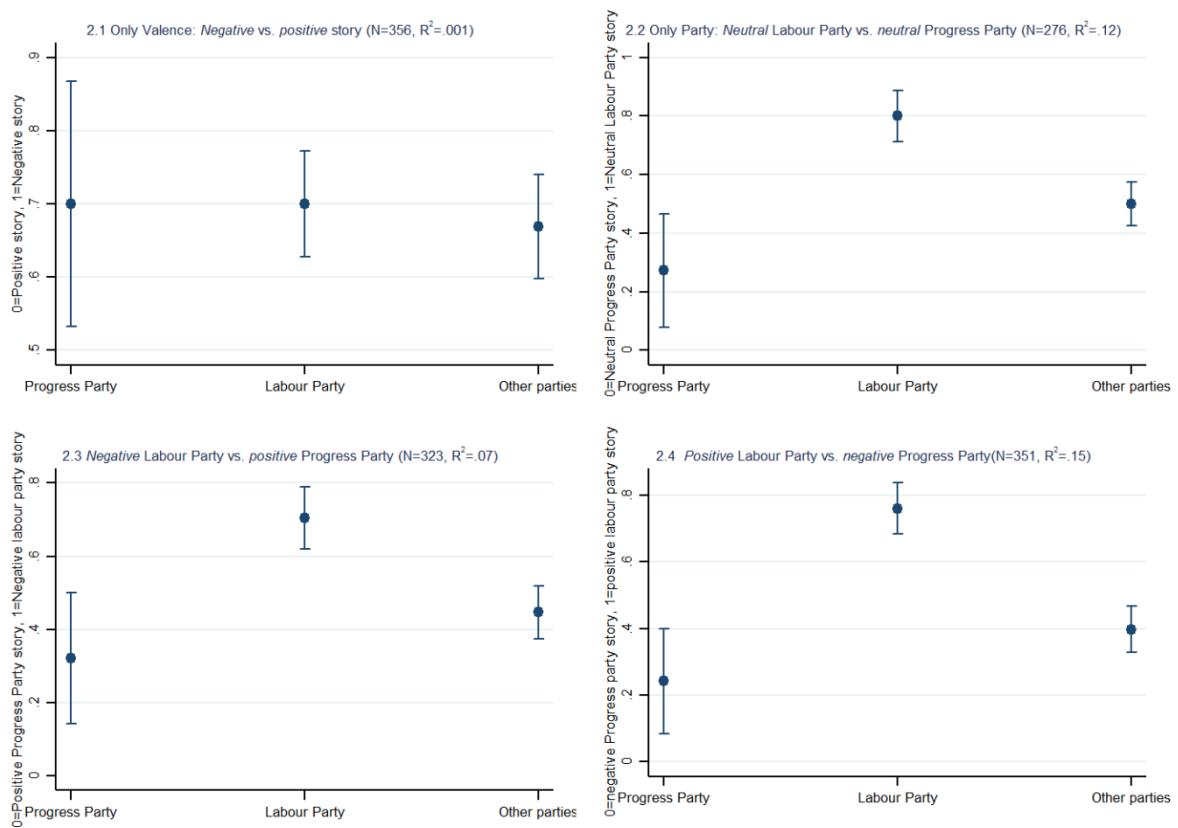 2.1 Only Valence: Negative vs. positive story (N=356, R²=.001)
0=Positive story, 1=Negative story
.9
.8
.7
.6
.5
Progress Party
Labour Party
Other parties
2.2 Only Party: Neutral Labour Party vs. neutral Progress Party (N=276, R²=.12)
0=Neutral Progress Party story, 1=Neutral Labour Party story
1
.8
.6
.4
.2
0
Progress Party
Labour Party
Other parties
2.3 Negative Labour Party vs. positive Progress Party (N=323, R²=.07)
0=Positive Progress Party story, 1=Negative labour party story
.8
.6
.4
.2
0
Progress Party
Labour Party
Other parties
2.4 Positive Labour Party vs. negative Progress Party(N=351, R²=.15)
0=negative Progress party story, 1=positive labour party story
.8
.6
.4
.2
0
Progress Party
Labour Party
Other parties